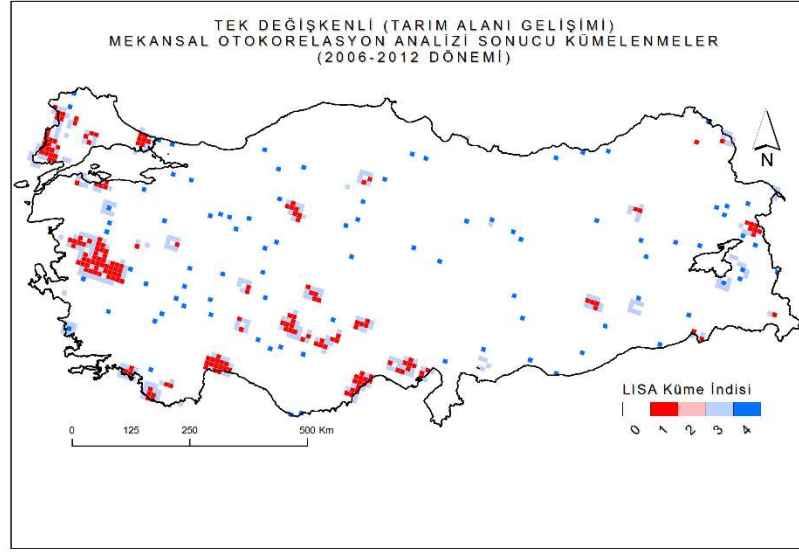 TEK DEĞİŞKENLİ (TARIM ALANI GELİŞİMİ)
MEKANSAL OTOKORELASYON ANALİZİ SONUCU KÜMELENMELER
(2006-2012 DÖNEMİ)
N
LISA Küme İndisi
0 1 2 3 4
0 125 250 500 Km